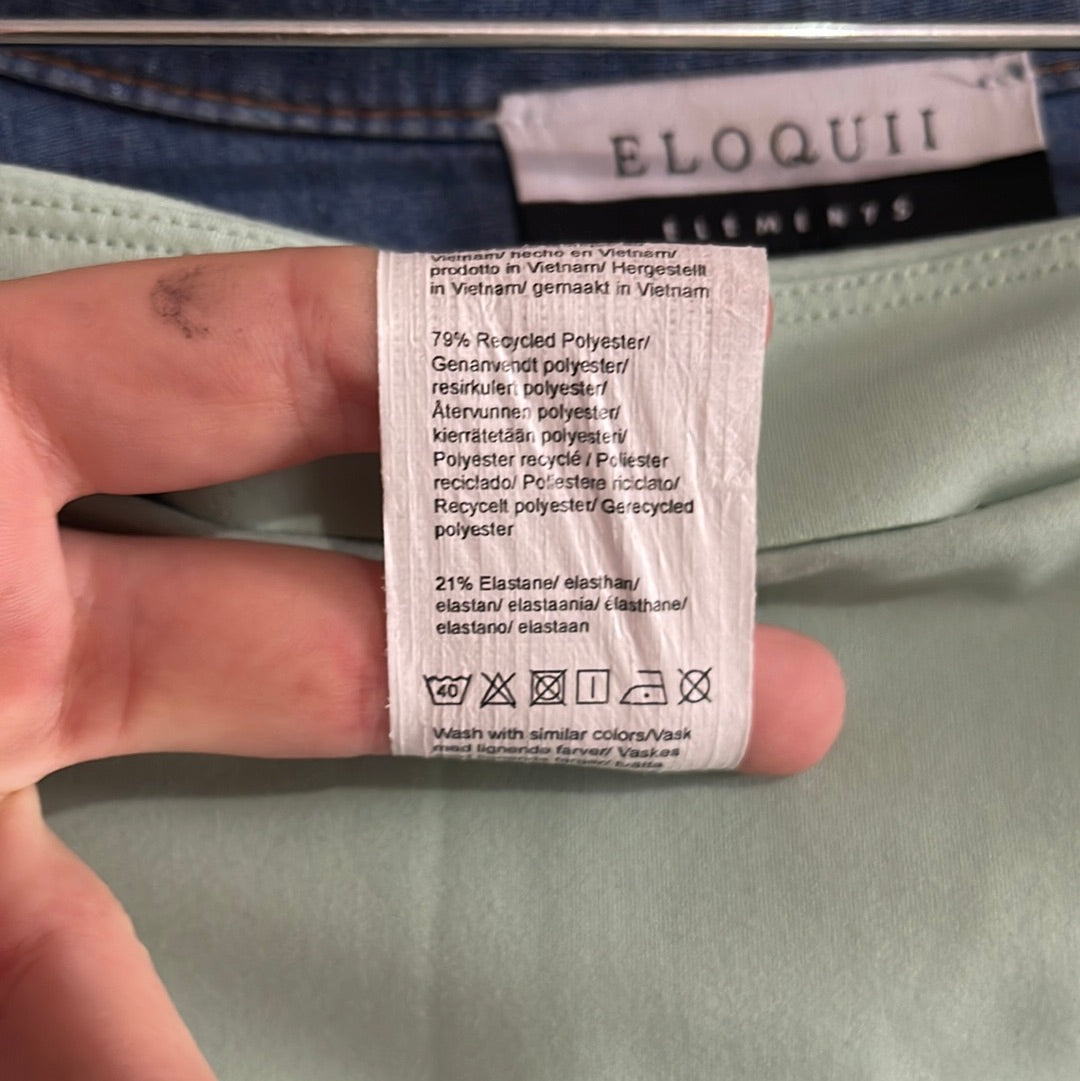 ELOQUII
ELEMENTS
Vietnam/ hecho en Vietnam/
prodotto in Vietnam/ Hergestellt
in Vietnam/ gemaakt in Vietnam
79% Recycled Polyester/
Genanvendt polyester/
resirkulert polyester/
Återvunnen polyester/
kierrätetään polyesteri/
Polyester recyclé / Poliester
reciclado/ Poliestere riciclato/
Recycelt polyester/ Gerecycled
polyester
21% Elastane/ elasthan/
elastan/ elastaania/ élasthane/
elastano/ elastaan
40
Wash with similar colors/Vask
med lignende farver/ Vaskes